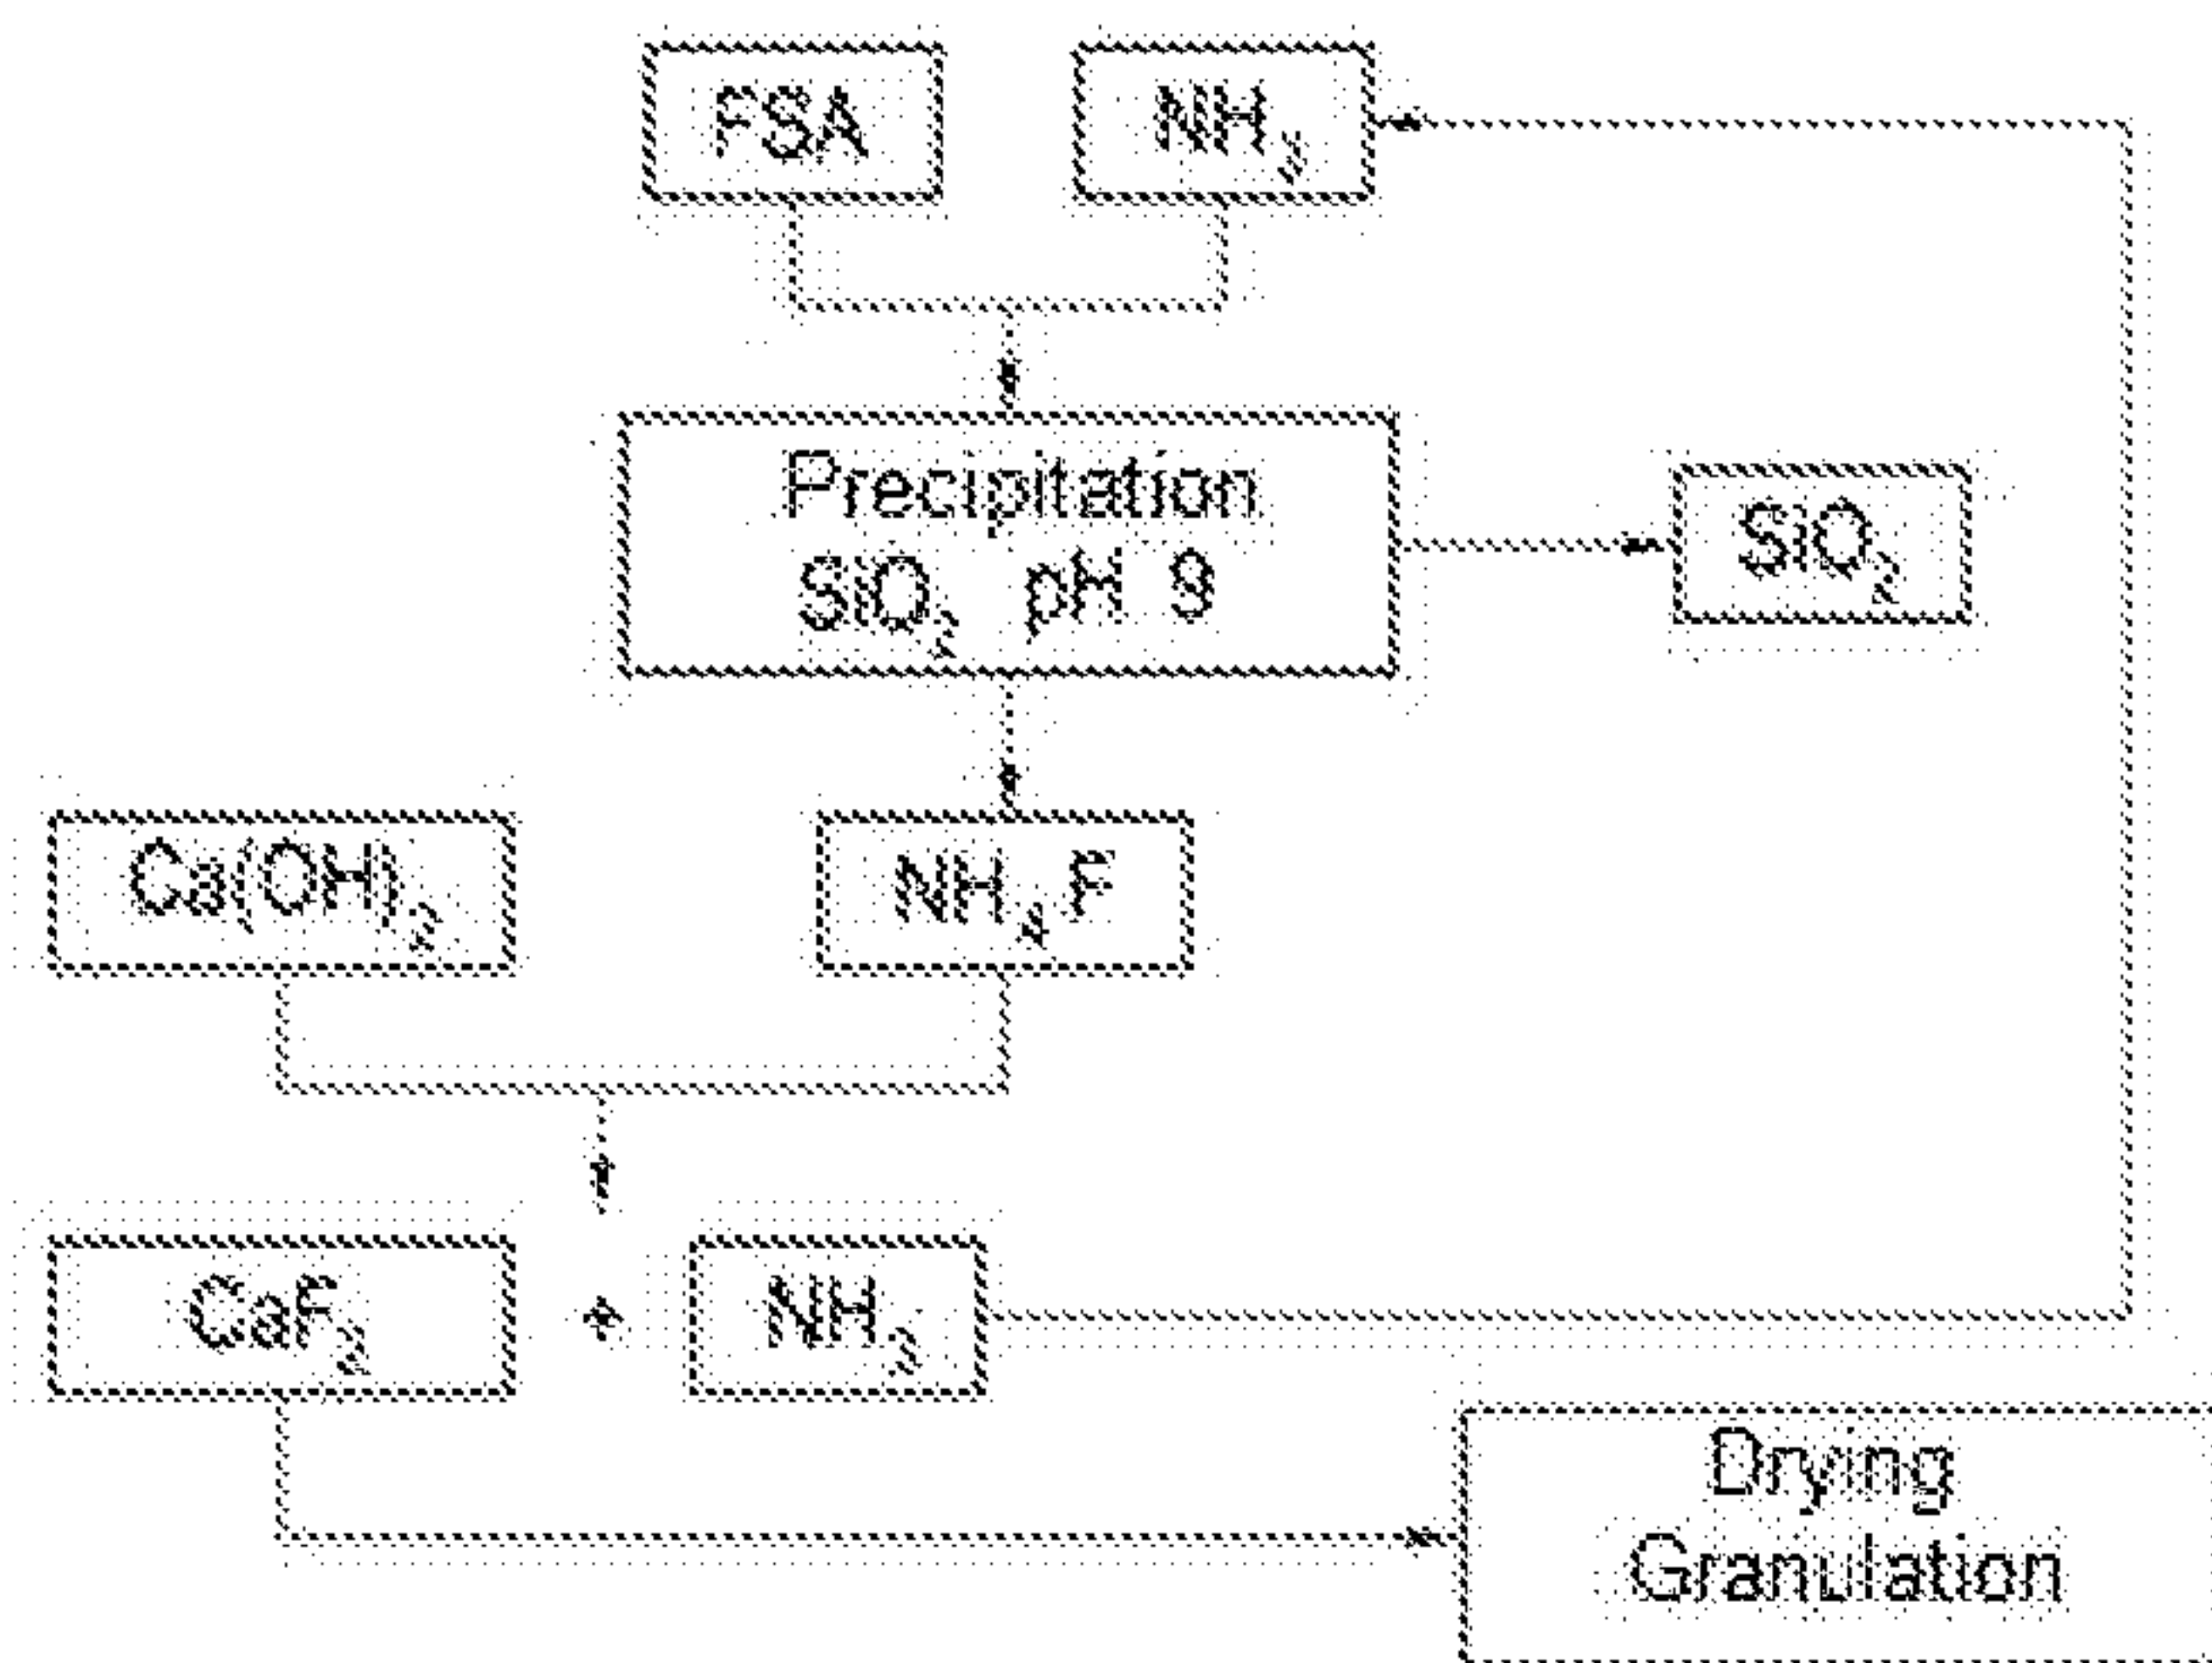 FSA
NH₃
Precipitation
SiO₂ pH 9
SiO₂
Ca(OH)₂
NH₄F
CaF₂
+
NH₃
Drying
Granulation